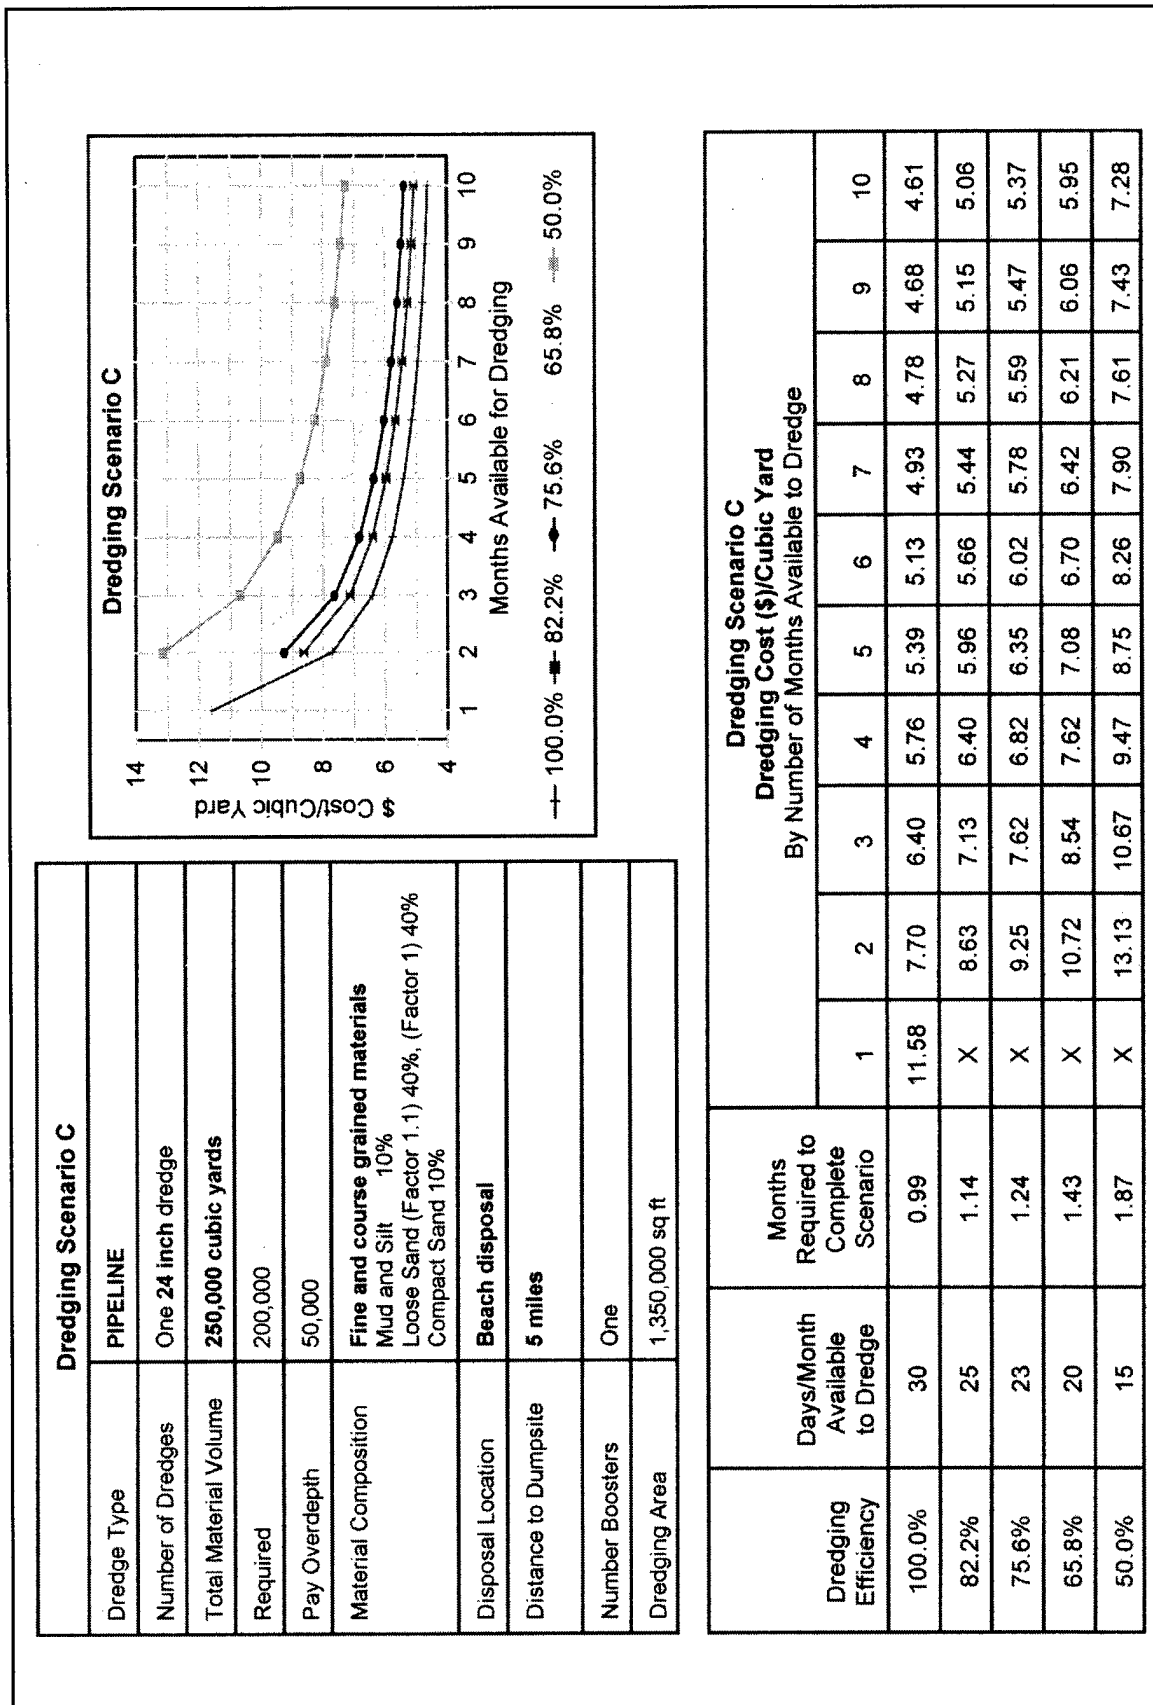 Dredging Scenario C
Dredge Type PIPELINE
Number of Dredges One 24 inch dredge
Total Material Volume 250,000 cubic yards
Required 200,000
Pay Overdepth 50,000
Material Composition Fine and course grained materials
Mud and Silt 10%
Loose Sand (Factor 1.1) 40%, (Factor 1) 40%
Compact Sand 10%
Disposal Location Beach disposal
Distance to Dumpsite 5 miles
Number Boosters One
Dredging Area 1,350,000 sq ft
Dredging Scenario C
$ Cost/Cubic Yard
14
12
10
8
6
4
1 2 3 4 5 6 7 8 9 10
Months Available for Dredging
100.0% 82.2% 75.6% 65.8% 50.0%
Dredging Efficiency
Days/Month Available to Dredge
Months Required to Complete Scenario
Dredging Scenario C
Dredging Cost ($)/Cubic Yard
By Number of Months Available to Dredge
1 2 3 4 5 6 7 8 9 10
100.0% 30 0.99 11.58 7.70 6.40 5.76 5.39 5.13 4.93 4.78 4.68 4.61
82.2% 25 1.14 X 8.63 7.13 6.40 5.96 5.66 5.44 5.27 5.15 5.06
75.6% 23 1.24 X 9.25 7.62 6.82 6.35 6.02 5.78 5.59 5.47 5.37
65.8% 20 1.43 X 10.72 8.54 7.62 7.08 6.70 6.42 6.21 6.06 5.95
50.0% 15 1.87 X 13.13 10.67 9.47 8.75 8.26 7.90 7.61 7.43 7.28